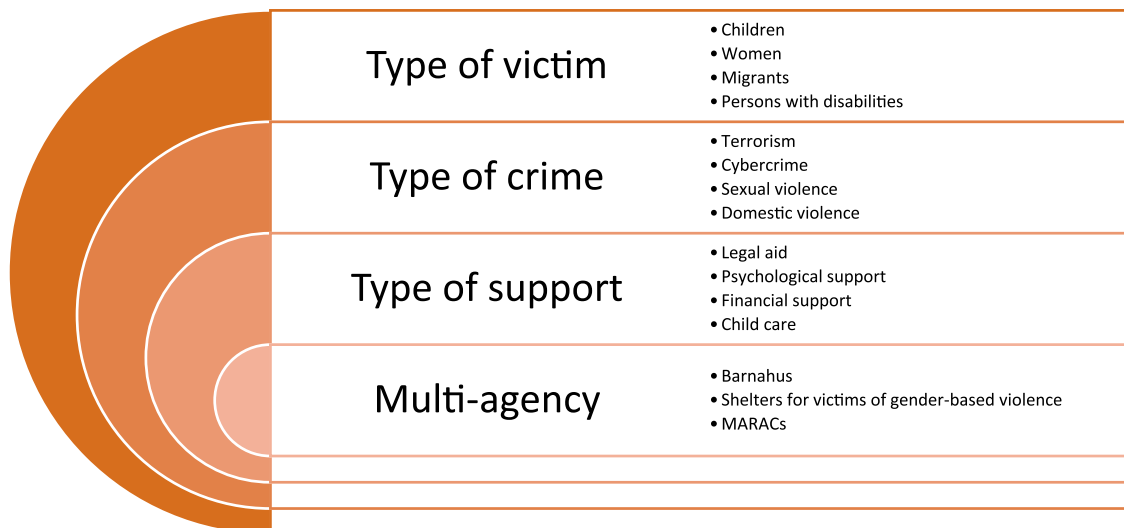 Type of victim
• Children
• Women
• Migrants
• Persons with disabilities
Type of crime
• Terrorism
• Cybercrime
• Sexual violence
• Domestic violence
Type of support
• Legal aid
• Psychological support
• Financial support
• Child care
Multi-agency
• Barnahus
• Shelters for victims of gender-based violence
• MARACs